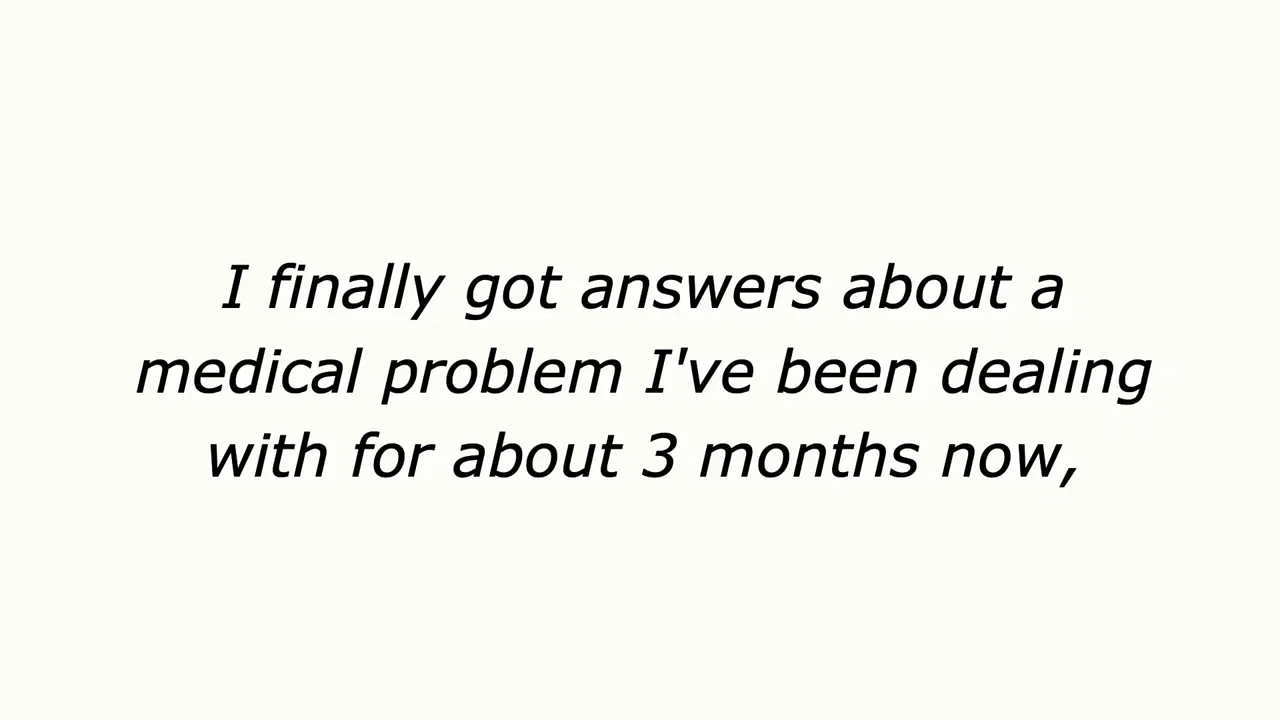 I finally got answers about a
medical problem I've been dealing
with for about 3 months now,